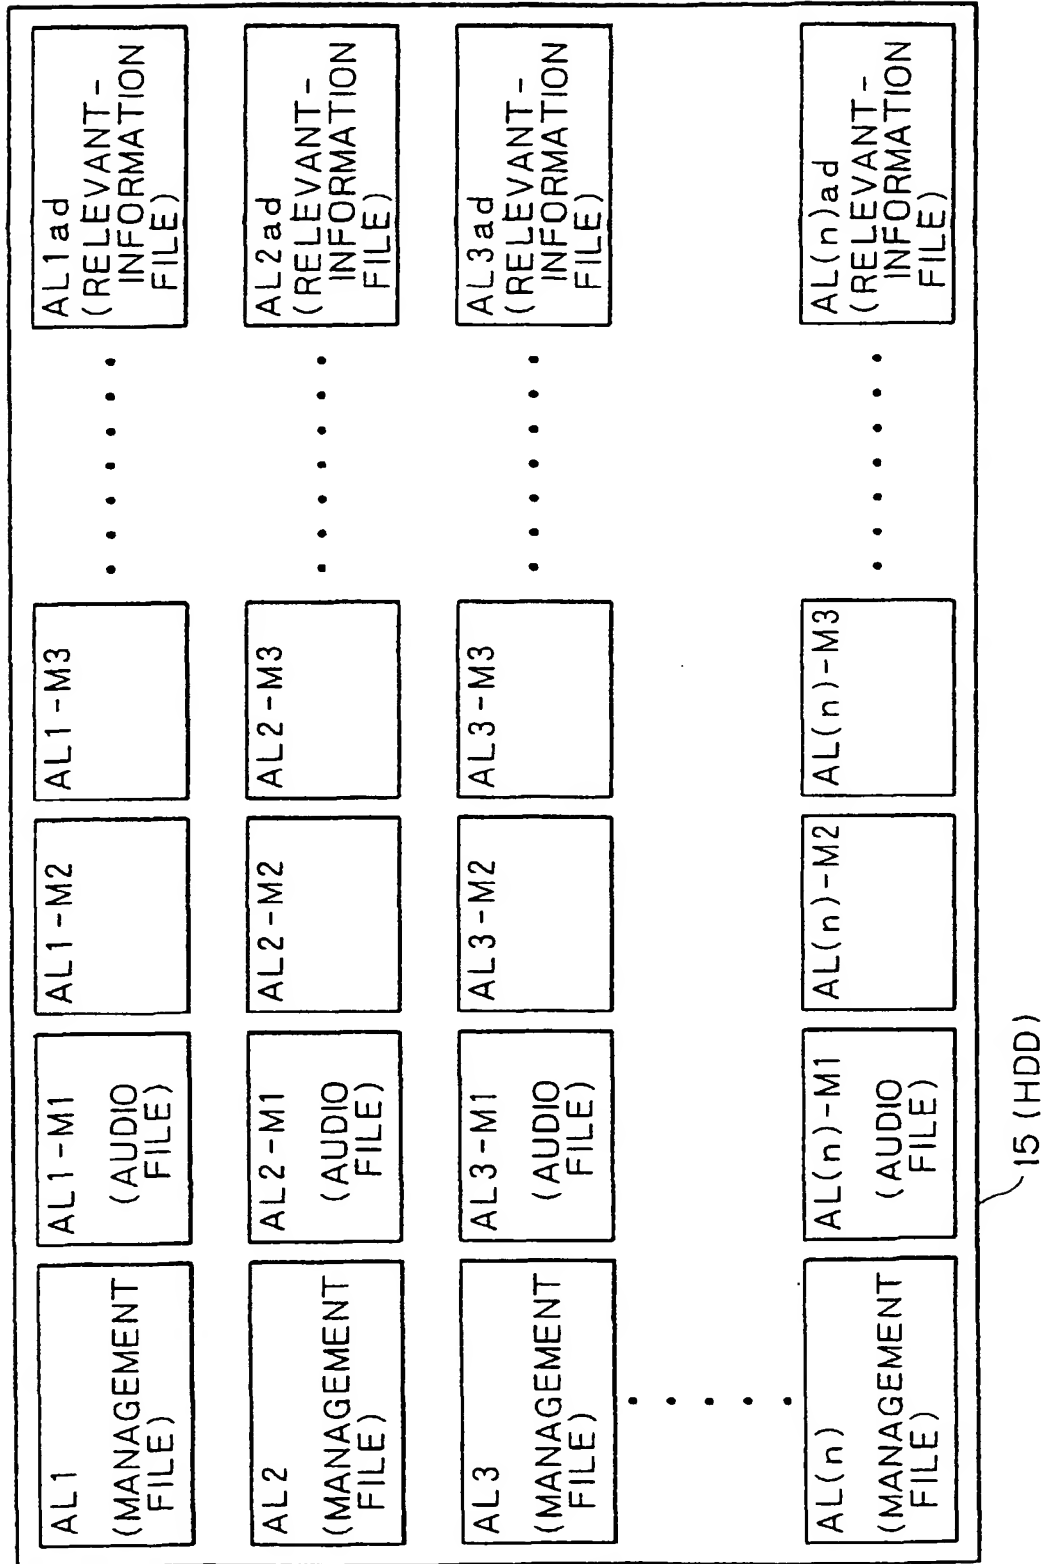 AL1
(MANAGEMENT
FILE)
AL1-M1
(AUDIO
FILE)
AL1-M2
AL1-M3
AL1ad
(RELEVANT-
INFORMATION
FILE)
AL2
(MANAGEMENT
FILE)
AL2-M1
(AUDIO
FILE)
AL2-M2
AL2-M3
AL2ad
(RELEVANT-
INFORMATION
FILE)
AL3
(MANAGEMENT
FILE)
AL3-M1
(AUDIO
FILE)
AL3-M2
AL3-M3
AL3ad
(RELEVANT-
INFORMATION
FILE)
AL(n)
(MANAGEMENT
FILE)
AL(n)-M1
(AUDIO
FILE)
AL(n)-M2
AL(n)-M3
AL(n)ad
(RELEVANT-
INFORMATION
FILE)
15 (HDD)